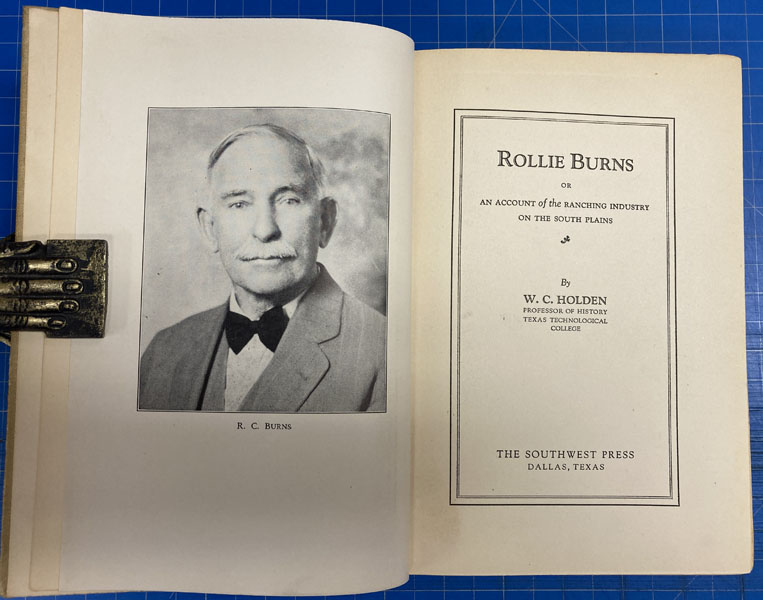 R. C. BURNS
ROLLIE BURNS
OR
AN ACCOUNT of the RANCHING INDUSTRY
ON THE SOUTH PLAINS
By
W. C. HOLDEN
PROFESSOR OF HISTORY
TEXAS TECHNOLOGICAL
COLLEGE
THE SOUTHWEST PRESS
DALLAS, TEXAS